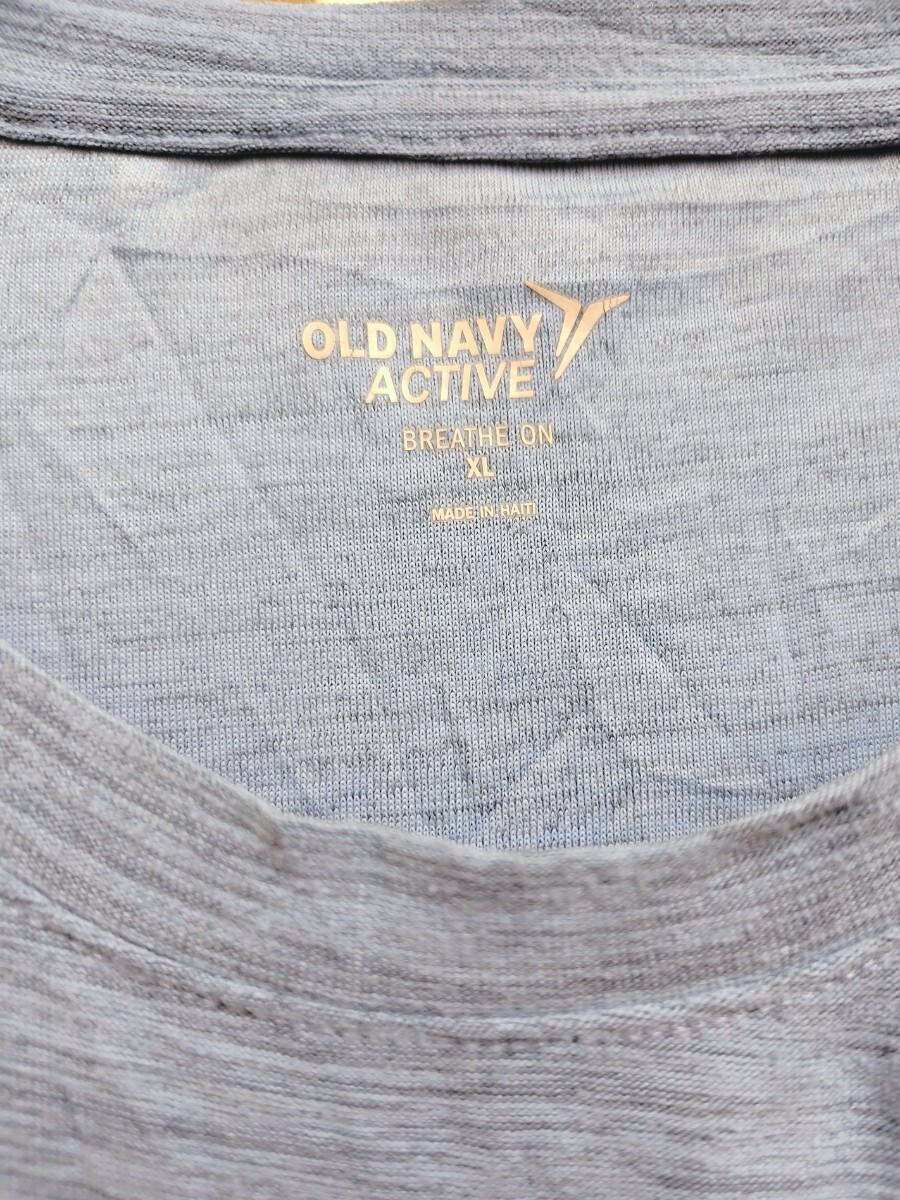 OLD NAVY
ACTIVE
BREATHE ON
XL
MADE IN HAITI